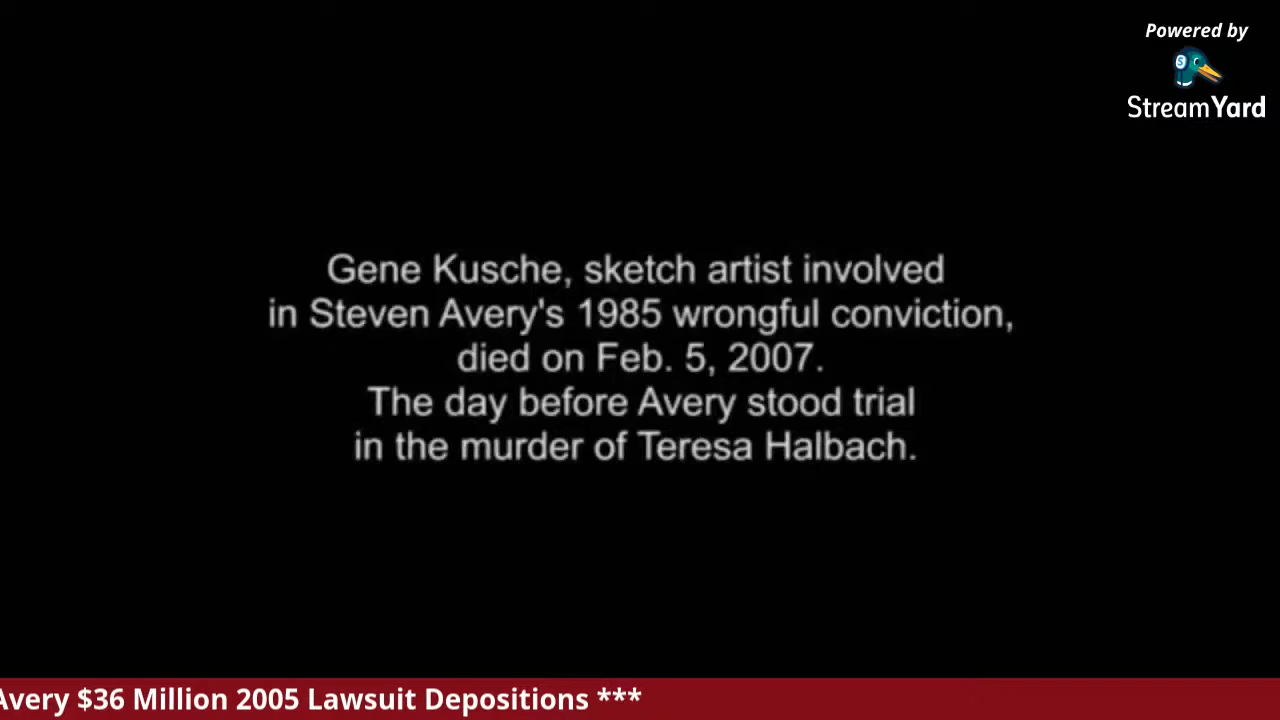 Powered by
StreamYard
Gene Kusche, sketch artist involved
in Steven Avery's 1985 wrongful conviction,
died on Feb. 5, 2007.
The day before Avery stood trial
in the murder of Teresa Halbach.
Avery $36 Million 2005 Lawsuit Depositions ***